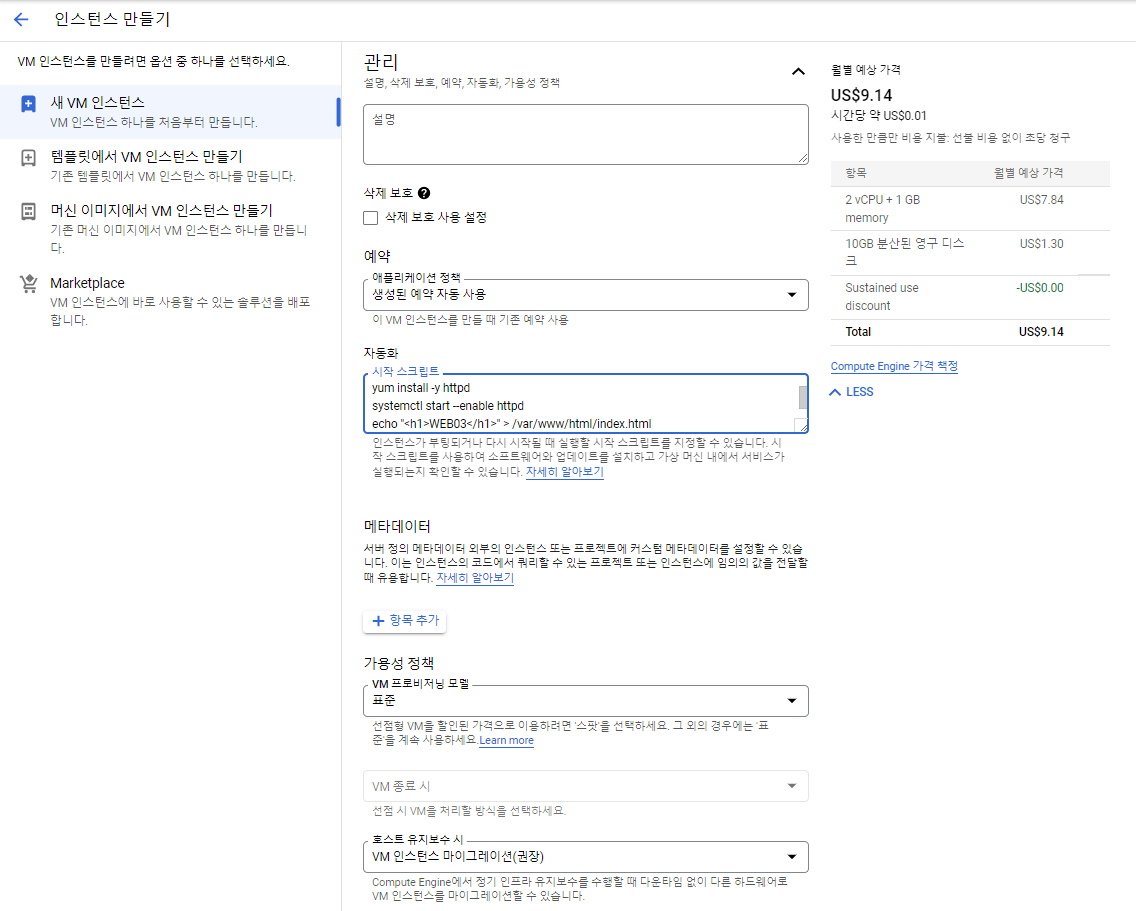 인스턴스 만들기
VM 인스턴스를 만들려면 옵션 중 하나를 선택하세요.
새 VM 인스턴스
VM 인스턴스 하나를 처음부터 만듭니다.
템플릿에서 VM 인스턴스 만들기
기존 템플릿에서 VM 인스턴스 하나를 만듭니다.
머신 이미지에서 VM 인스턴스 만들기
기존 머신 이미지에서 VM 인스턴스 하나를 만듭니
다.
Marketplace
VM 인스턴스에 바로 사용할 수 있는 솔루션을 배포
합니다.
관리
설명, 삭제 보호, 예약, 자동화, 가용성 정책
설명
삭제 보호 ?
삭제 보호 사용 설정
예약
애플리케이션 정책
생성된 예약 자동 사용
이 VM 인스턴스를 만들 때 기존 예약 사용
자동화
시작 스크립트
yum install -y httpd
systemctl start --enable httpd
echo "<h1>WEB03</h1>" > /var/www/html/index.html
인스턴스가 부팅되거나 다시 시작될 때 실행할 시작 스크립트를 지정할 수 있습니다. 시
작 스크립트를 사용하여 소프트웨어와 업데이트를 설치하고 가상 머신 내에서 서비스가
실행되는지 확인할 수 있습니다. 자세히 알아보기
메타데이터
서버 정의 메타데이터 외부의 인스턴스 또는 프로젝트에 커스텀 메타데이터를 설정할 수 있습
니다. 이는 인스턴스의 코드에서 쿼리할 수 있는 프로젝트 또는 인스턴스에 임의의 값을 전달할
때 유용합니다. 자세히 알아보기
+ 항목 추가
가용성 정책
VM 프로비저닝 모델
표준
선점형 VM을 할인된 가격으로 이용하려면 '스팟'을 선택하세요. 그 외의 경우에는 '표
준'을 계속 사용하세요.Learn more
VM 종료 시
선점 시 VM을 처리할 방식을 선택하세요.
호스트 유지보수 시
VM 인스턴스 마이그레이션(권장)
Compute Engine에서 정기 인프라 유지보수를 수행할 때 다운타임 없이 다른 하드웨어로
VM 인스턴스를 마이그레이션할 수 있습니다.
월별 예상 가격
US$9.14
시간당 약 US$0.01
사용한 만큼만 비용 지불: 선불 비용 없이 초당 청구
항목 월별 예상 가격
2 vCPU + 1 GB US$7.84
memory
10GB 분산된 영구 디스 US$1.30
크
Sustained use -US$0.00
discount
Total US$9.14
Compute Engine 가격 책정
LESS